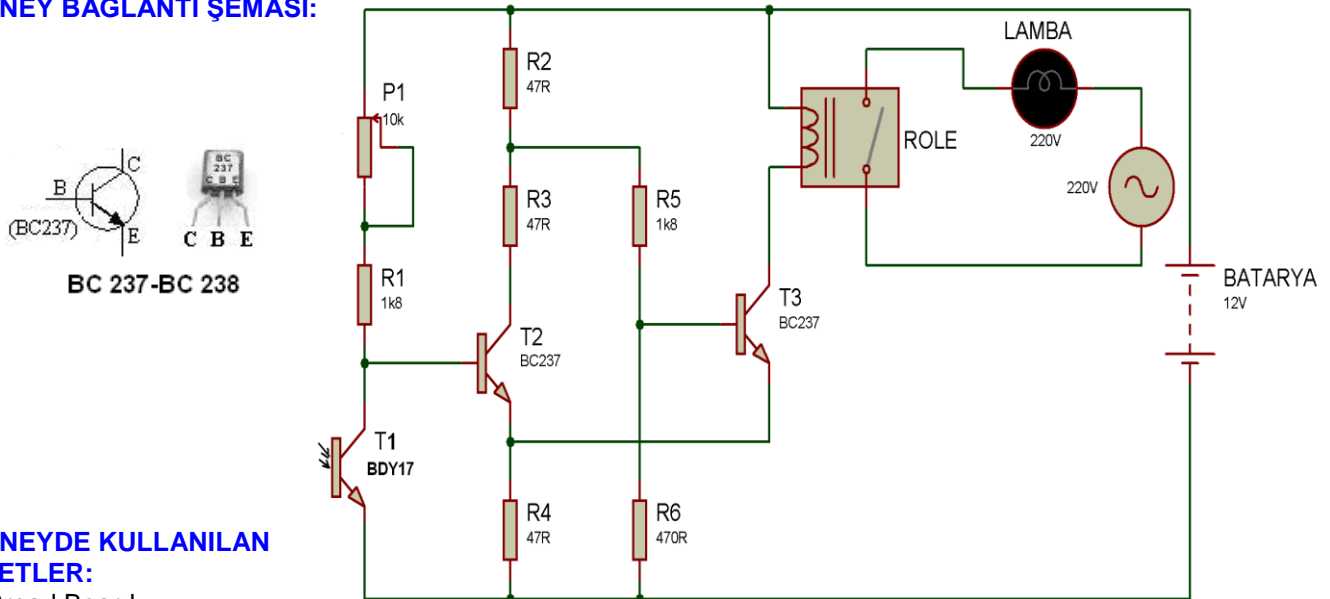 NEY BAĞLANTI ŞEMASI:
LAMBA
220V
220V
R2
47R
P1
10k
ROLE
R3
47R
R5
1k8
BC
237
C B E
C
B
E
(BC237)
C B E
BC 237-BC 238
R1
1k8
T3
BC237
BATARYA
12V
T2
BC237
T1
BDY17
R4
47R
R6
470R
NEYDE KULLANILAN
ETLER: